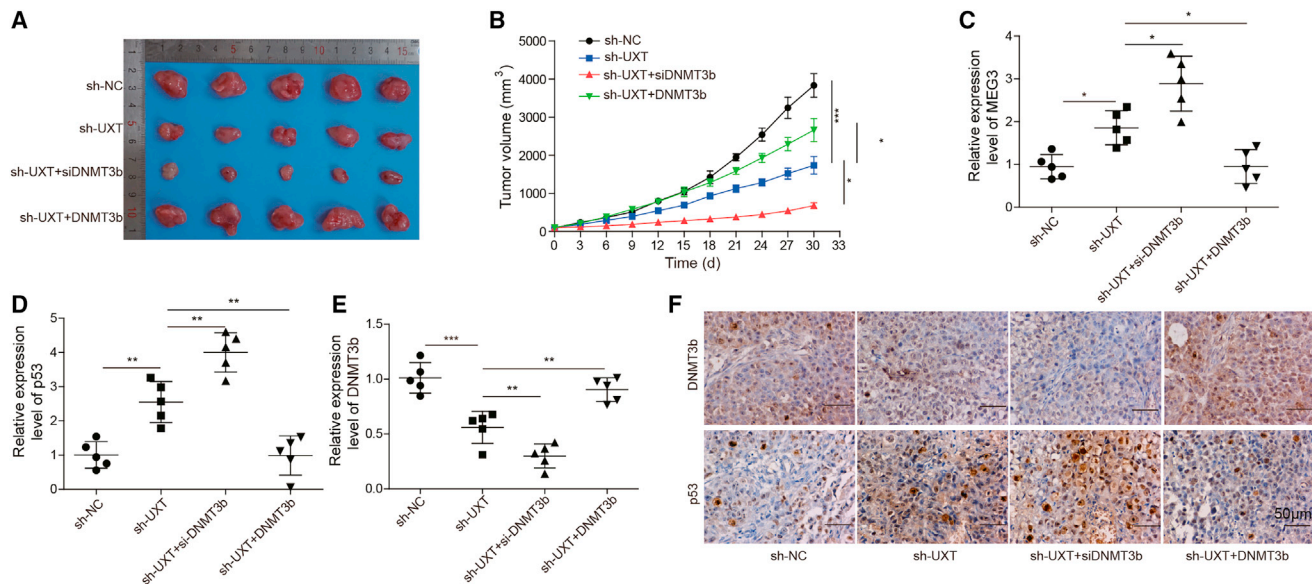 A
sh-NC
sh-UXT
sh-UXT+siDNMT3b
sh-UXT+DNMT3b
B
sh-NC
sh-UXT
sh-UXT+siDNMT3b
sh-UXT+DNMT3b
Tumor volume (mm³)
6000
5000
4000
3000
2000
1000
0
0 3 6 9 12 15 18 21 24 27 30 33
Time (d)
***
*
*
C
Relative expression
level of MEG3
4
3
2
1
0
*
*
*
sh-NC
sh-UXT
sh-UXT+si-DNMT3b
sh-UXT+DNMT3b
D
Relative expression
level of p53
5
4
3
2
1
0
**
**
**
sh-NC
sh-UXT
sh-UXT+si-DNMT3b
sh-UXT+DNMT3b
E
Relative expression
level of DNMT3b
1.5
1.0
0.5
0.0
***
**
**
sh-NC
sh-UXT
sh-UXT+si-DNMT3b
sh-UXT+DNMT3b
F
DNMT3b
p53
50μm
sh-NC
sh-UXT
sh-UXT+siDNMT3b
sh-UXT+DNMT3b